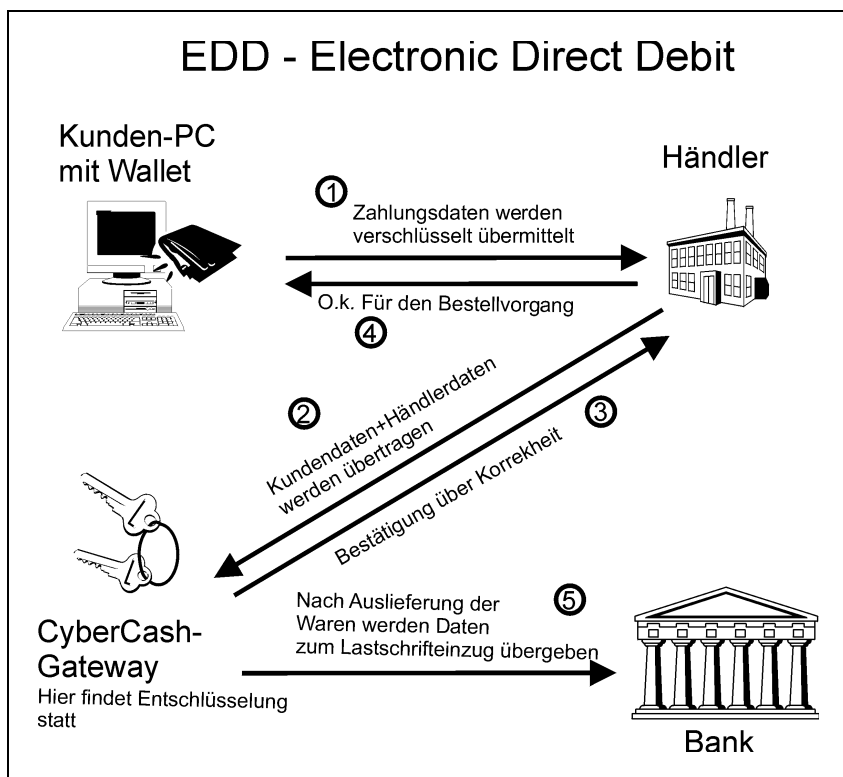 EDD - Electronic Direct Debit
Kunden-PC
mit Wallet
Händler
1
Zahlungsdaten werden
verschlüsselt übermittelt
O.k. Für den Bestellvorgang
4
2
Kundendaten+Händlerdaten
werden übertragen
3
Bestätigung über Korrekheit
CyberCash-
Gateway
Hier findet Entschlüsselung
statt
5
Nach Auslieferung der
Waren werden Daten
zum Lastschrifteinzug übergeben
Bank